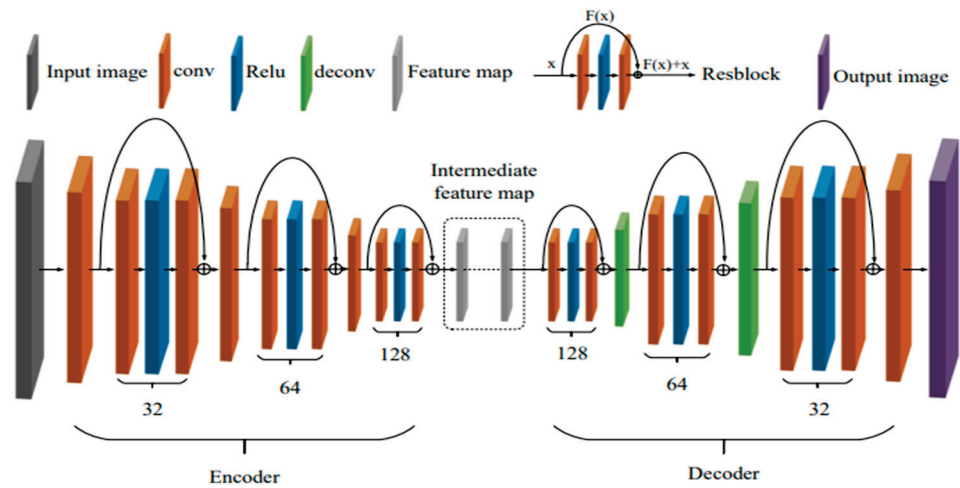 F(x)
x
F(x)+x
Input image
conv
Relu
deconv
Feature map
Resblock
Output image
Intermediate
feature map
32
64
128
128
64
32
Encoder
Decoder